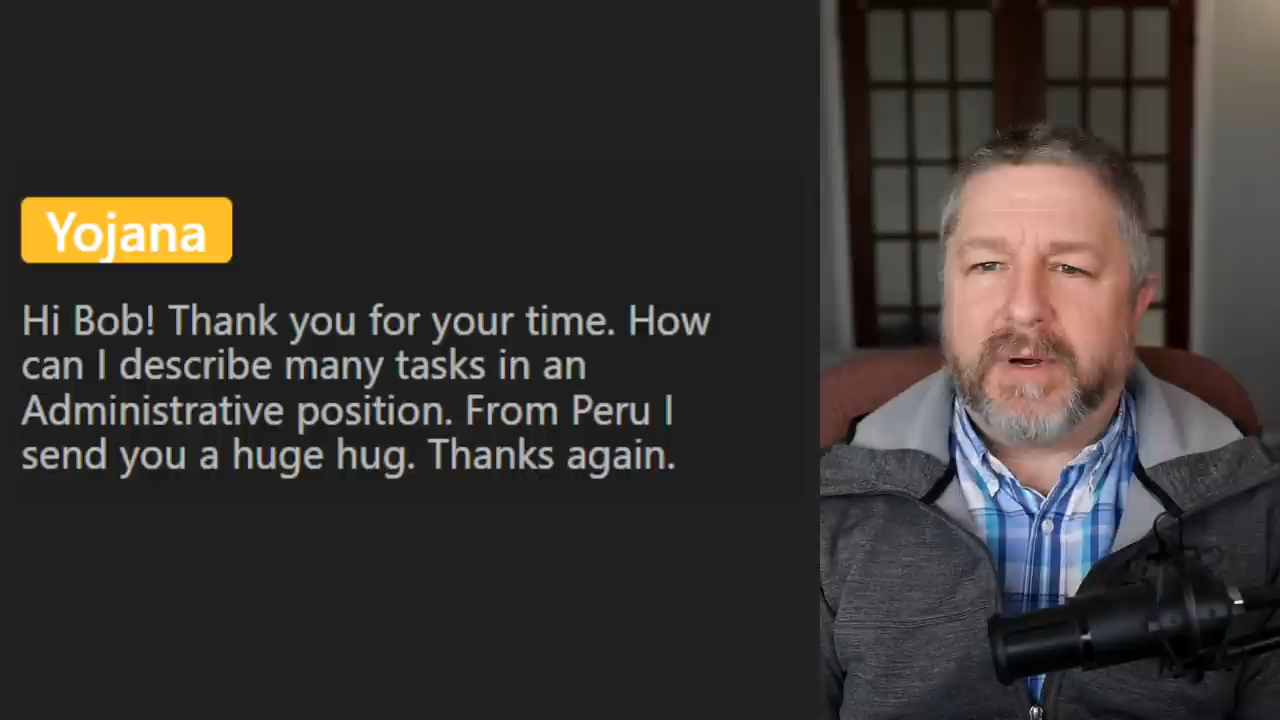 Yojana
Hi Bob! Thank you for your time. How
can I describe many tasks in an
Administrative position. From Peru I
send you a huge hug. Thanks again.